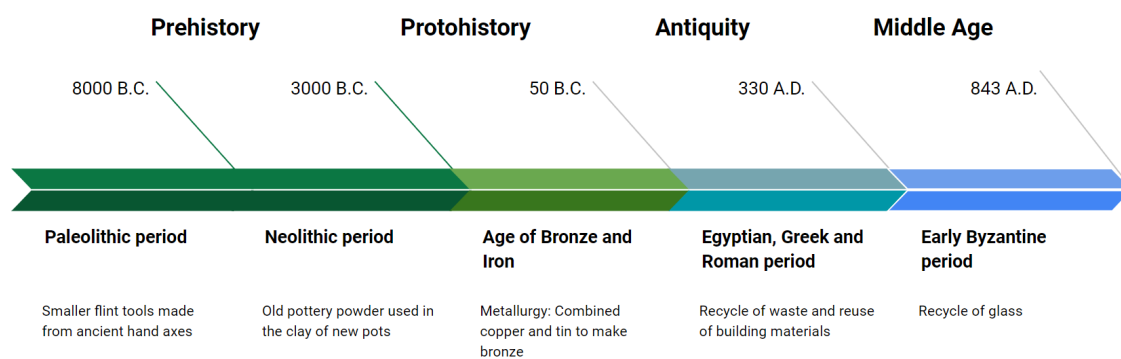 Prehistory
Protohistory
Antiquity
Middle Age
8000 B.C.
3000 B.C.
50 B.C.
330 A.D.
843 A.D.
Paleolithic period
Neolithic period
Age of Bronze and
Iron
Egyptian, Greek and
Roman period
Early Byzantine
period
Smaller flint tools made
from ancient hand axes
Old pottery powder used in
the clay of new pots
Metallurgy: Combined
copper and tin to make
bronze
Recycle of waste and reuse
of building materials
Recycle of glass